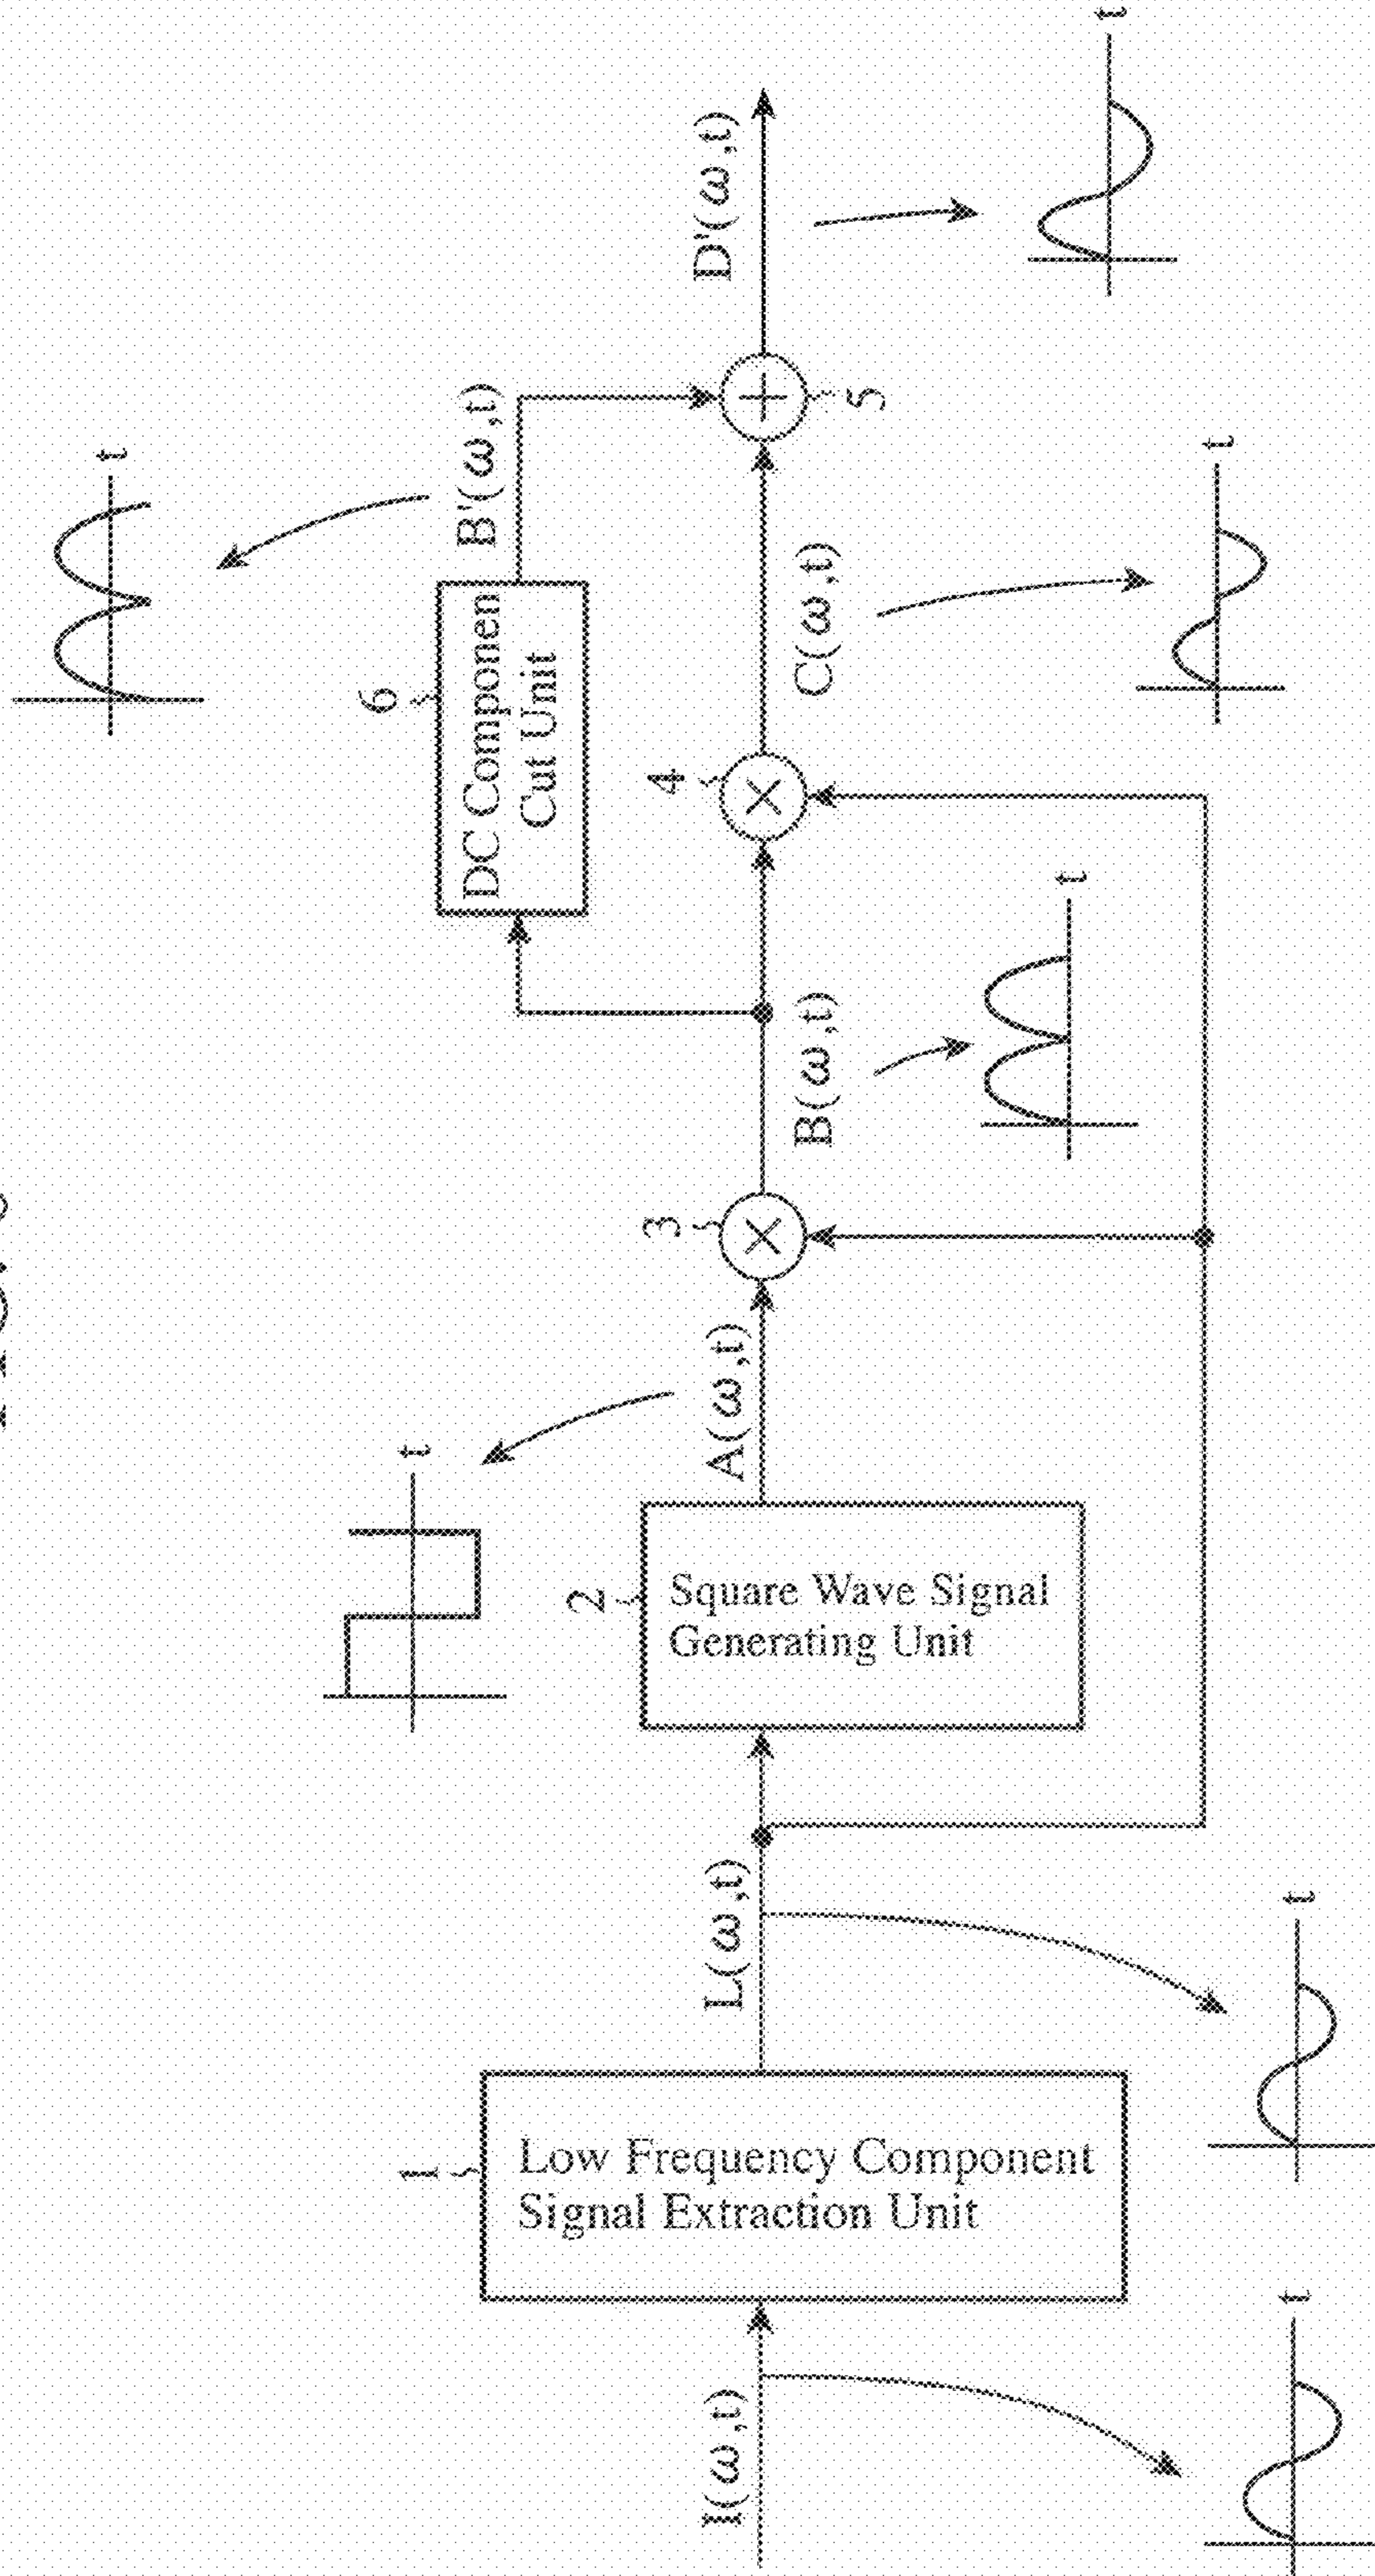 I(ω,t)
t
1
Low Frequency Component
Signal Extraction Unit
L(ω,t)
t
2
Square Wave Signal
Generating Unit
t
A(ω,t)
3
B(ω,t)
t
6
DC Componen
Cut Unit
B'(ω,t)
t
4
C(ω,t)
t
5
D'(ω,t)
t